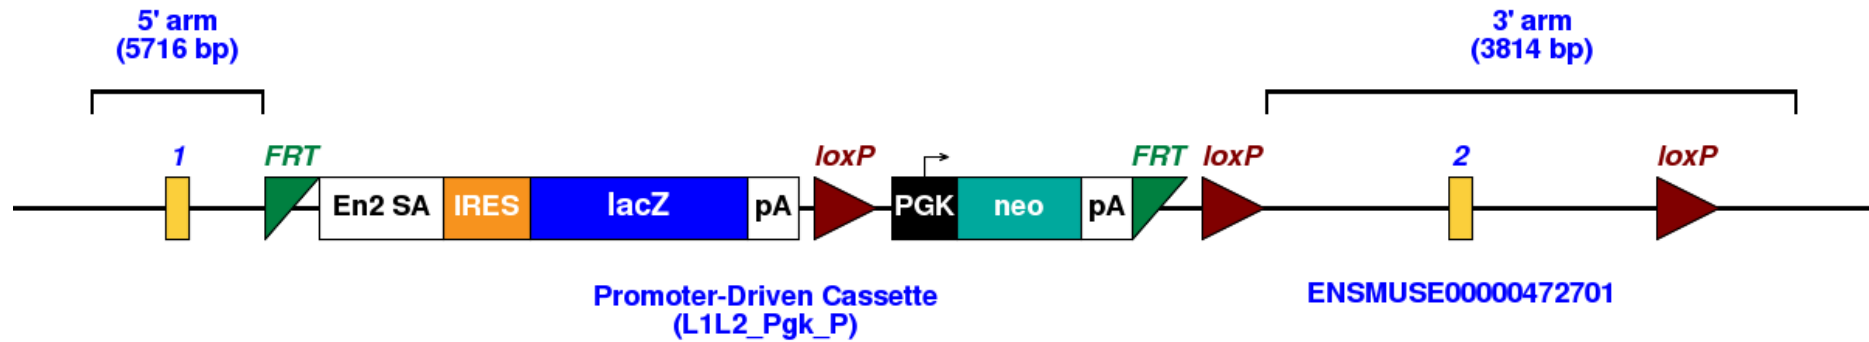 5' arm
(5716 bp)
3' arm
(3814 bp)
1 FRT loxP FRT loxP 2 loxP
En2 SA IRES lacZ pA PGK neo pA
Promoter-Driven Cassette
(L1L2_Pgk_P)
ENSMUSE00000472701